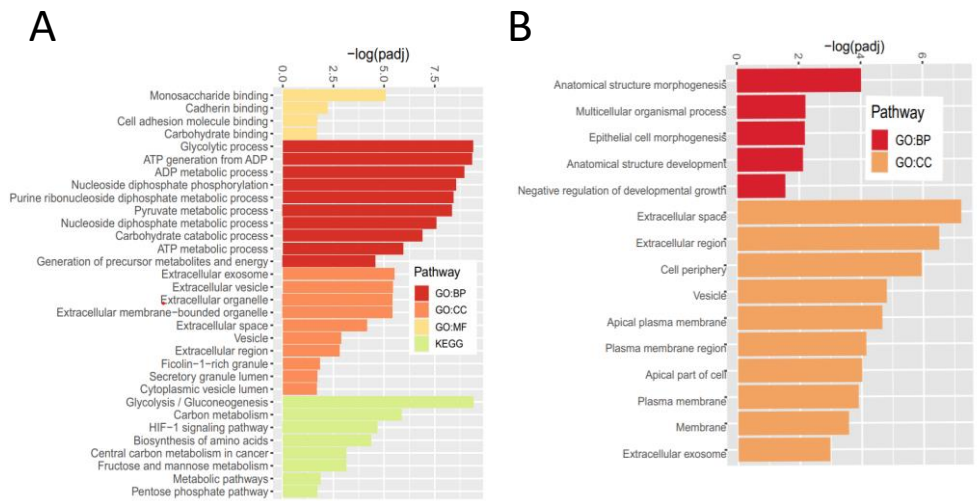 A
−log(padj)
0.0
2.5
5.0
7.5
Monosaccharide binding
Cadherin binding
Cell adhesion molecule binding
Carbohydrate binding
Glycolytic process
ATP generation from ADP
ADP metabolic process
Nucleoside diphosphate phosphorylation
Purine ribonucleoside diphosphate metabolic process
Pyruvate metabolic process
Nucleoside diphosphate metabolic process
Carbohydrate catabolic process
ATP metabolic process
Generation of precursor metabolites and energy
Extracellular exosome
Extracellular vesicle
Extracellular organelle
Extracellular membrane-bounded organelle
Extracellular space
Vesicle
Extracellular region
Ficolin-1-rich granule
Secretory granule lumen
Cytoplasmic vesicle lumen
Glycolysis / Gluconeogenesis
Carbon metabolism
HIF-1 signaling pathway
Biosynthesis of amino acids
Central carbon metabolism in cancer
Fructose and mannose metabolism
Metabolic pathways
Pentose phosphate pathway
Pathway
GO:BP
GO:CC
GO:MF
KEGG
B
−log(padj)
0
2
4
6
Anatomical structure morphogenesis
Multicellular organismal process
Epithelial cell morphogenesis
Anatomical structure development
Negative regulation of developmental growth
Extracellular space
Extracellular region
Cell periphery
Vesicle
Apical plasma membrane
Plasma membrane region
Apical part of cell
Plasma membrane
Membrane
Extracellular exosome
Pathway
GO:BP
GO:CC